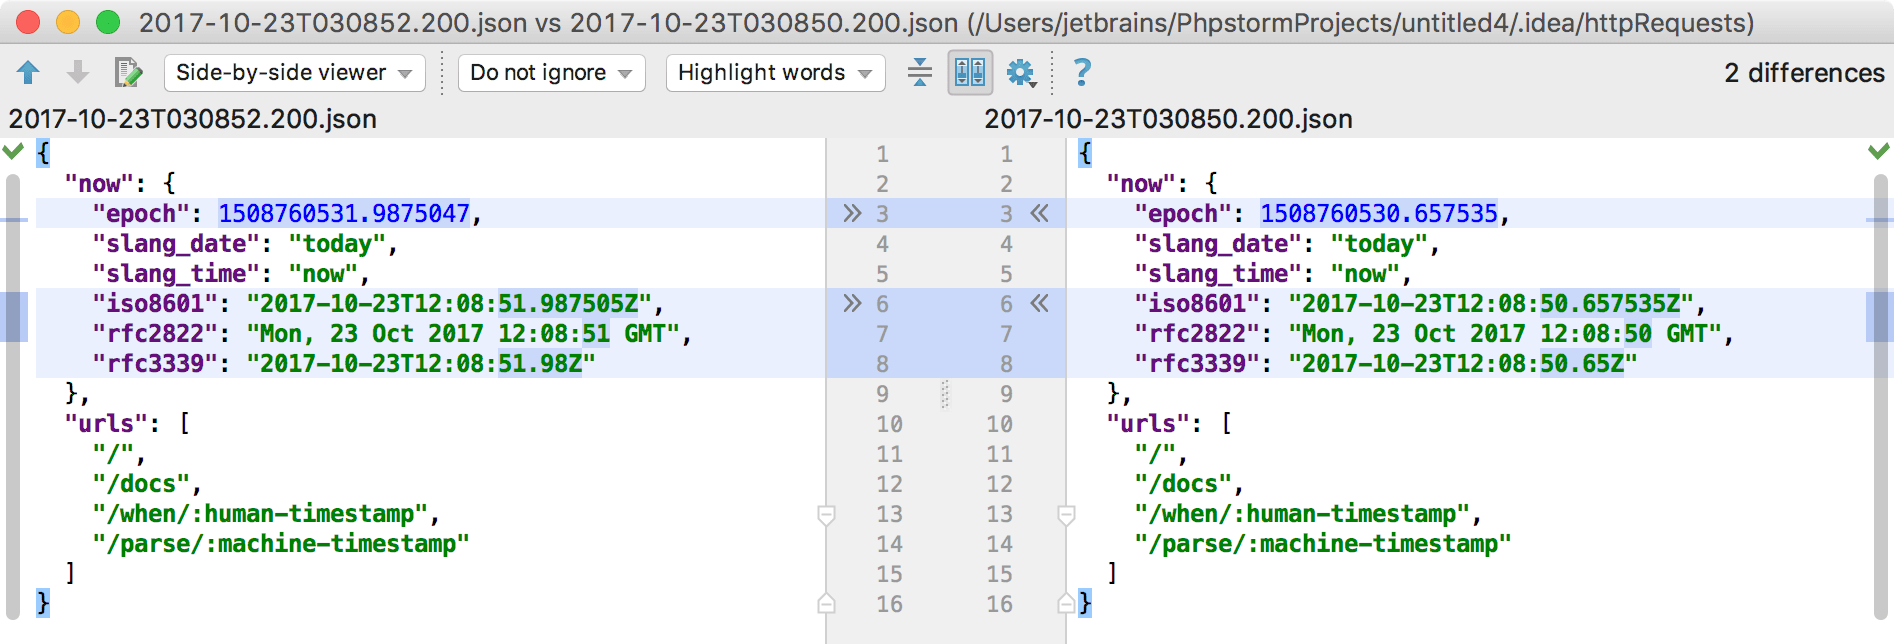 2017-10-23T030852.200.json vs 2017-10-23T030850.200.json (/Users/jetbrains/PhpstormProjects/untitled4/.idea/httpRequests)
Side-by-side viewer Do not ignore Highlight words ? 2 differences
2017-10-23T030852.200.json 2017-10-23T030850.200.json
{ 1 1 {
"now": { 2 2 "now": {
"epoch": 1508760531.9875047, 3 3 "epoch": 1508760530.657535,
"slang_date": "today", 4 4 "slang_date": "today",
"slang_time": "now", 5 5 "slang_time": "now",
"iso8601": "2017-10-23T12:08:51.987505Z", 6 6 "iso8601": "2017-10-23T12:08:50.657535Z",
"rfc2822": "Mon, 23 Oct 2017 12:08:51 GMT", 7 7 "rfc2822": "Mon, 23 Oct 2017 12:08:50 GMT",
"rfc3339": "2017-10-23T12:08:51.98Z" 8 8 "rfc3339": "2017-10-23T12:08:50.65Z"
}, 9 9 },
"urls": [ 10 10 "urls": [
"/", 11 11 "/",
"/docs", 12 12 "/docs",
"/when/:human-timestamp", 13 13 "/when/:human-timestamp",
"/parse/:machine-timestamp" 14 14 "/parse/:machine-timestamp"
] 15 15 ]
} 16 16 }